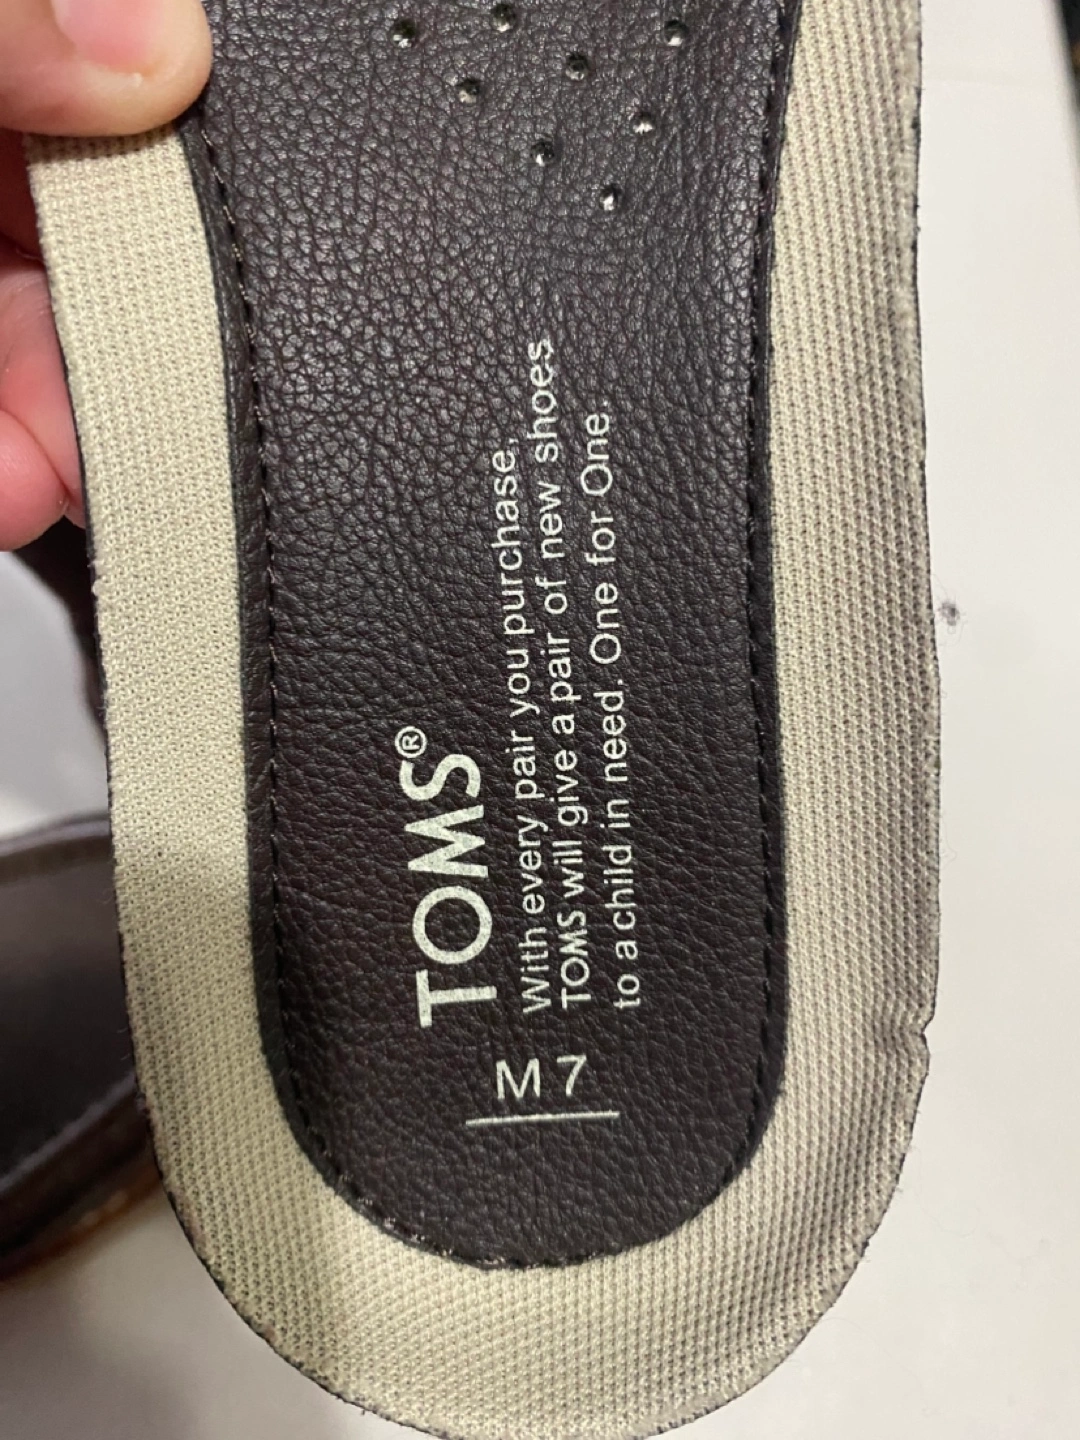 TOMS®
With every pair you purchase,
TOMS will give a pair of new shoes
to a child in need. One for One.
M 7